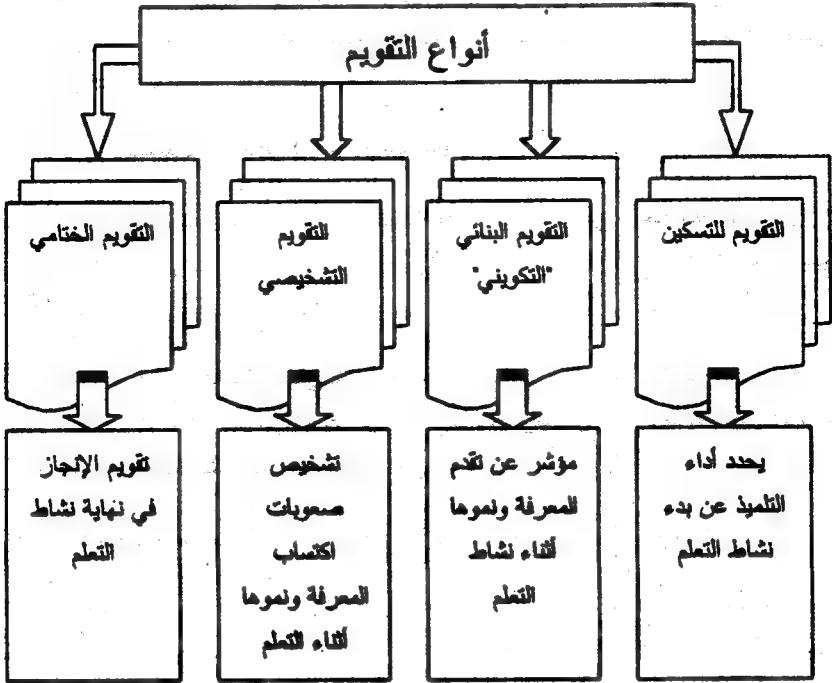 أنواع التقويم
التقويم للتسكين
التقويم البنائي
"التكويني"
التقويم
التشخيصي
التقويم الختامي
يحدد أداء
التلميذ عن بدء
نشاط التعلم
مؤشر عن تقدم
المعرفة ونموها
أثناء نشاط
التعلم
تشخيص
صعوبات
اكتساب
المعرفة ونموها
أثناء التعلم
تقويم الإنجاز
في نهاية نشاط
التعلم